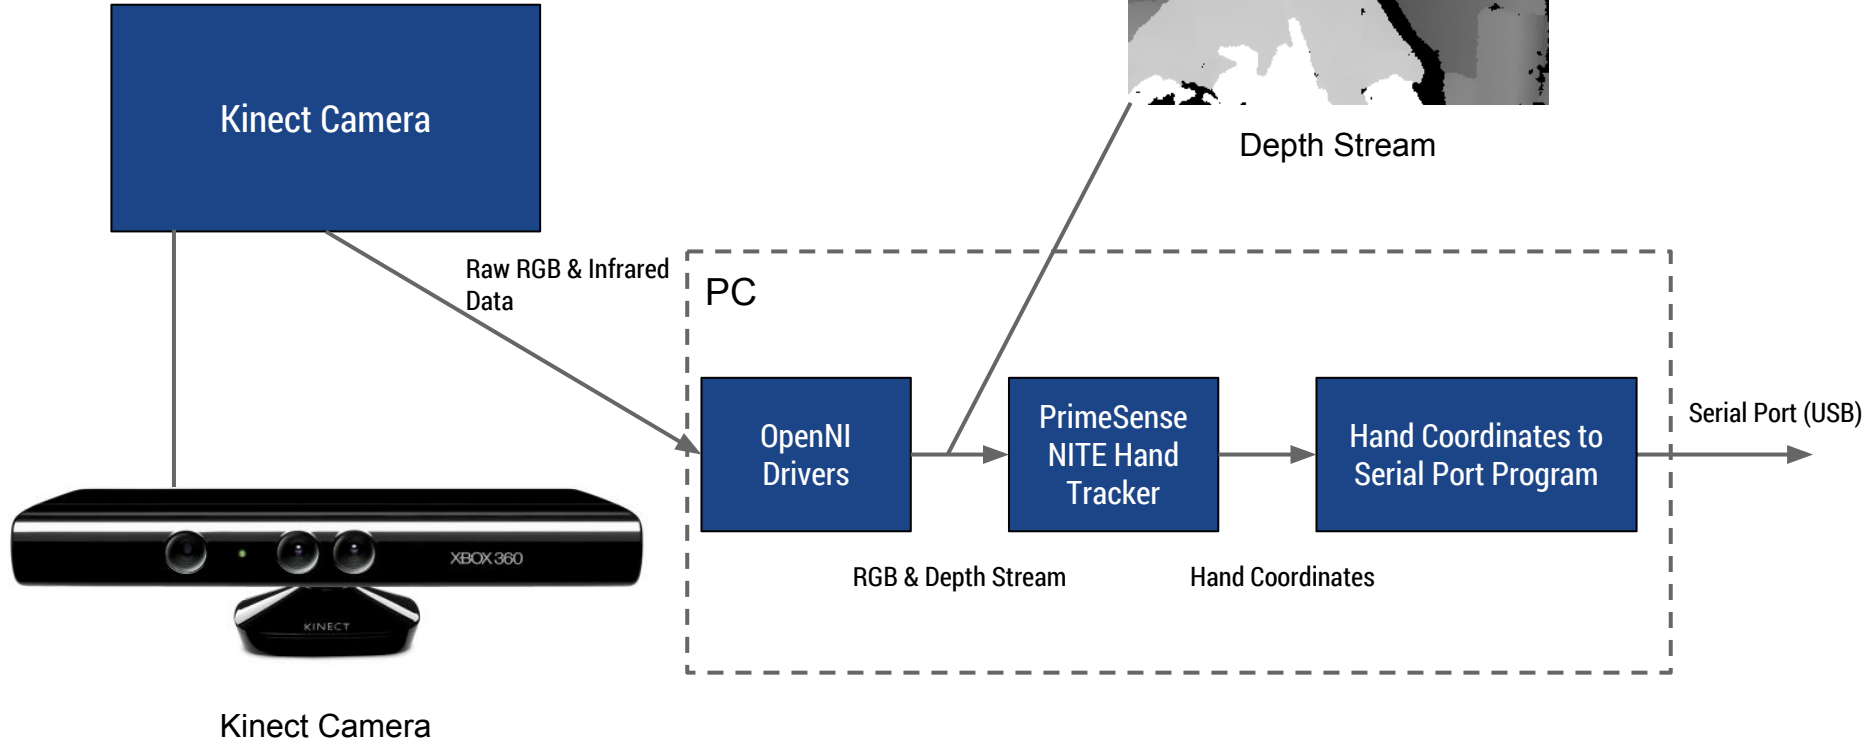 Kinect Camera
Depth Stream
Raw RGB & Infrared
Data
PC
OpenNI
Drivers
PrimeSense
NITE Hand
Tracker
Hand Coordinates to
Serial Port Program
Serial Port (USB)
XBOX 360
KINECT
RGB & Depth Stream
Hand Coordinates
Kinect Camera